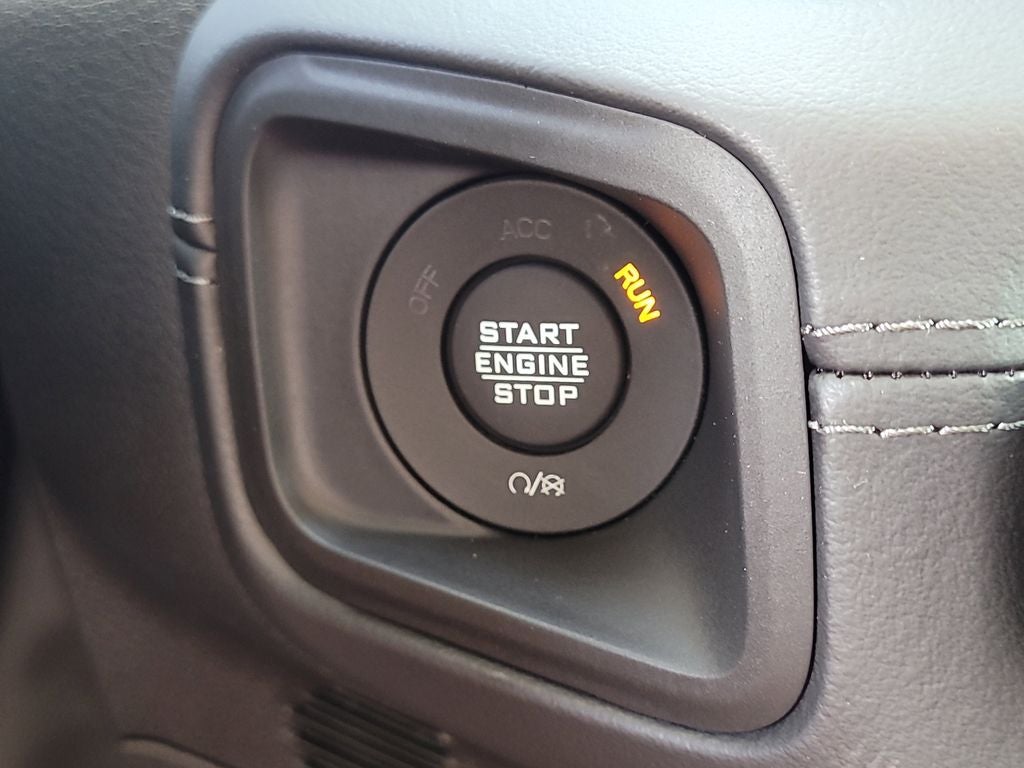 OFF
ACC
RUN
START
ENGINE
STOP